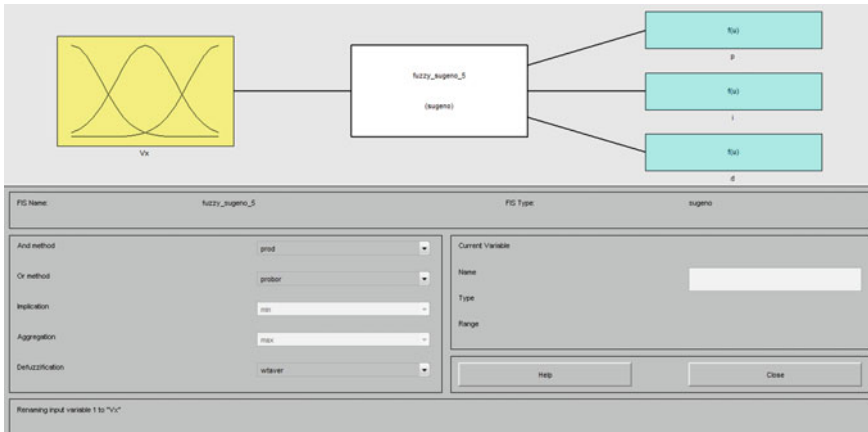 f(u)
p
fuzzy_sugeno_5
(sugeno)
f(u)
i
Vx
f(u)
d
FIS Name: fuzzy_sugeno_5 FIS Type: sugeno
And method prod
Or method probor
Implication min
Aggregation max
Defuzzification wtaver
Current Variable
Name
Type
Range
Help Close
Renaming input variable 1 to "Vx"